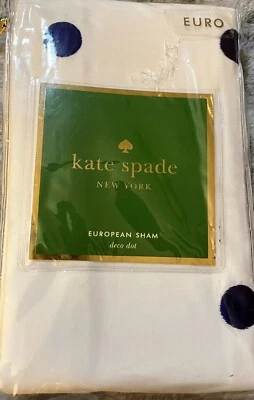 EURO
kate spade
NEW YORK
EUROPEAN SHAM
deco dot